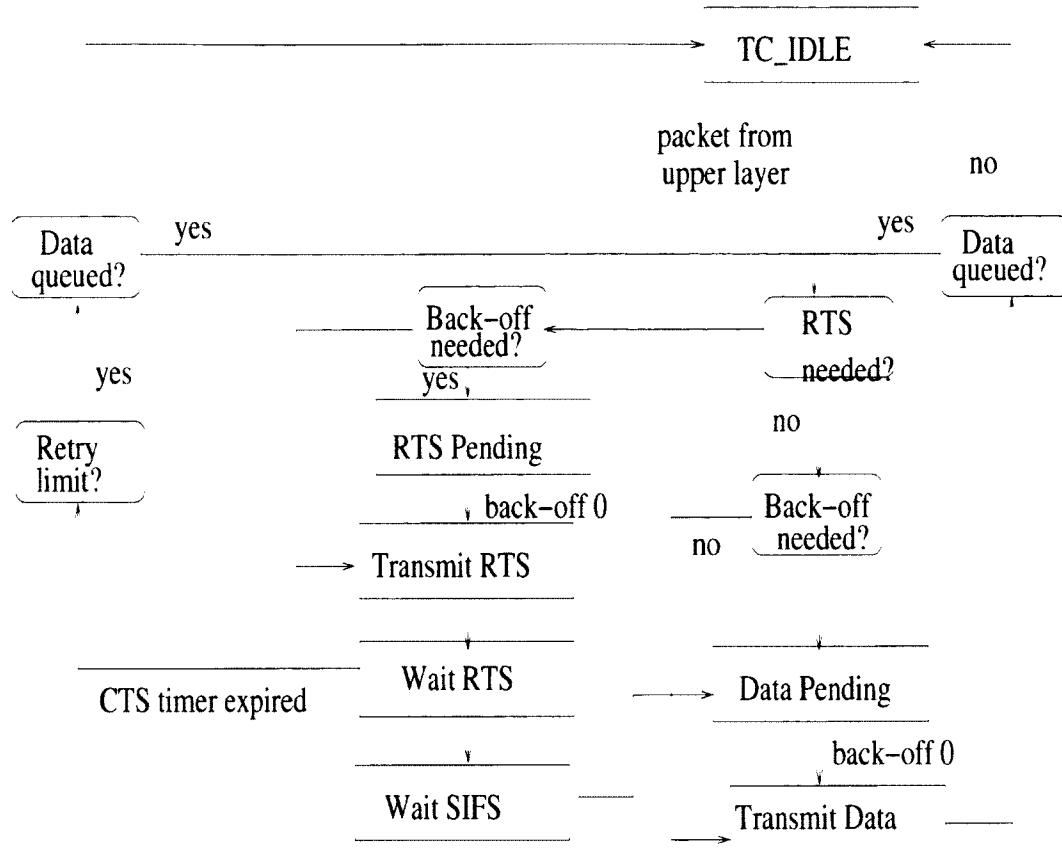 TC_IDLE
packet from
upper layer
no
yes
yes
Data
queued?
Data
queued?
Back-off
needed?
RTS
needed?
yes
yes
no
Retry
limit?
RTS Pending
back-off 0
Back-off
needed?
no
Transmit RTS
Wait RTS
CTS timer expired
Data Pending
back-off 0
Wait SIFS
Transmit Data